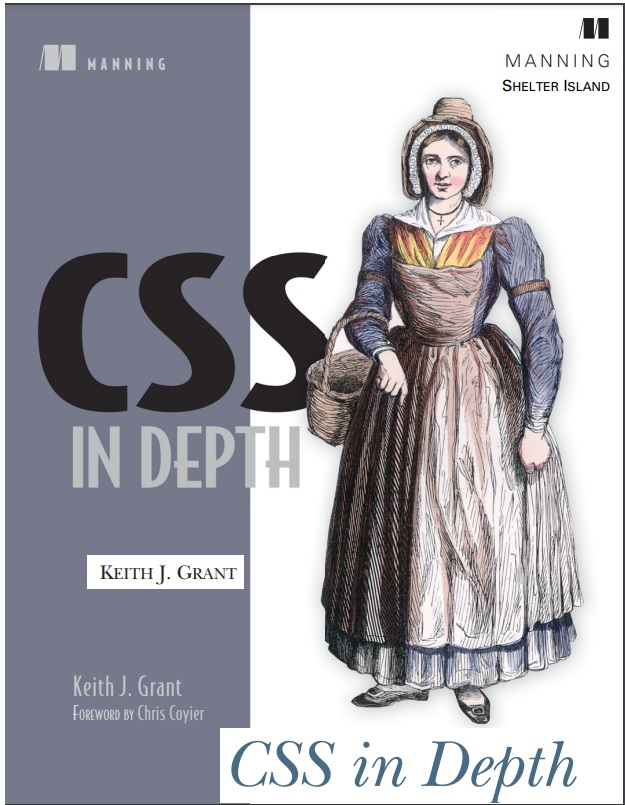 MANNING
MANNING
SHELTER ISLAND
CSS
IN DEPTH
KEITH J. GRANT
Keith J. Grant
FOREWORD BY Chris Coyier
CSS in Depth